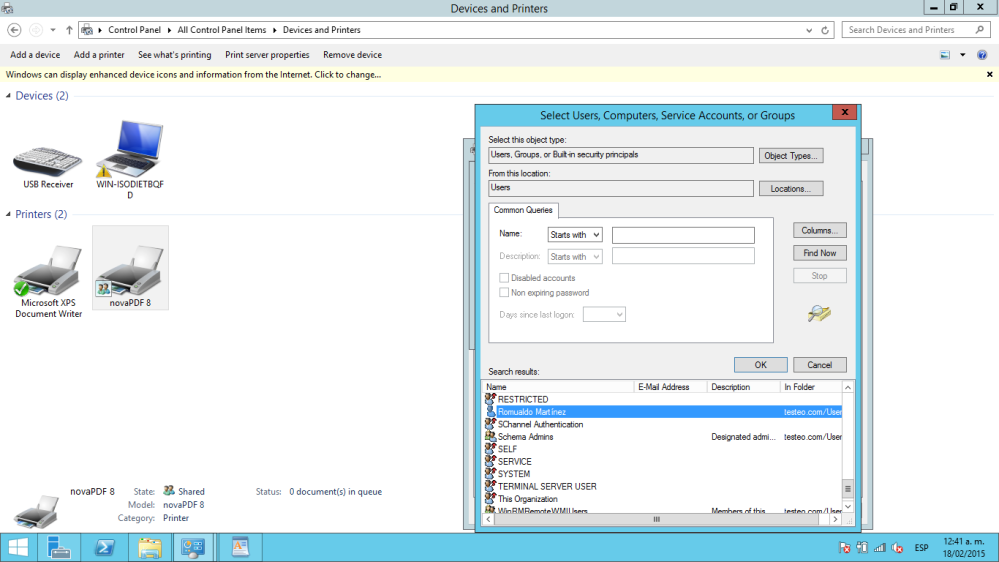 Devices and Printers
Control Panel ▸ All Control Panel Items ▸ Devices and Printers
Search Devices and Printers
Add a device Add a printer See what's printing Print server properties Remove device
Windows can display enhanced device icons and information from the Internet. Click to change...
Devices (2)
USB Receiver
WIN-ISODIETBQF
D
Printers (2)
Microsoft XPS
Document Writer
novaPDF 8
Select Users, Computers, Service Accounts, or Groups
Select this object type:
Users, Groups, or Built-in security principals
Object Types...
From this location:
Users
Locations...
Common Queries
Name: Starts with
Description: Starts with
Disabled accounts
Non expiring password
Days since last logon:
Columns...
Find Now
Stop
OK
Cancel
Search results:
Name E-Mail Address Description In Folder
RESTRICTED
Romualdo Martínez testeo.com/User
SChannel Authentication
Schema Admins Designated admi... testeo.com/User
SELF
SERVICE
SYSTEM
TERMINAL SERVER USER
This Organization
WinRMRemoteWMIUsers Members of this testeo.com/User
novaPDF 8 State: Shared Status: 0 document(s) in queue
Model: novaPDF 8
Category: Printer
ESP
12:41 a. m.
18/02/2015